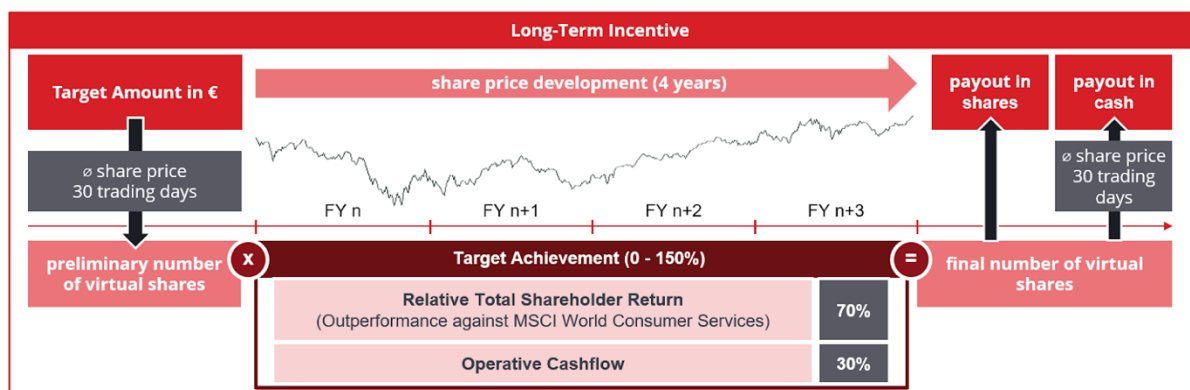 Long-Term Incentive
Target Amount in €
share price development (4 years)
payout in
shares
payout in
cash
ø share price
30 trading days
ø share price
30 trading
days
FY n
FY n+1
FY n+2
FY n+3
preliminary number
of virtual shares
x
Target Achievement (0 - 150%)
=
final number of virtual
shares
Relative Total Shareholder Return
(Outperformance against MSCI World Consumer Services)
70%
Operative Cashflow
30%